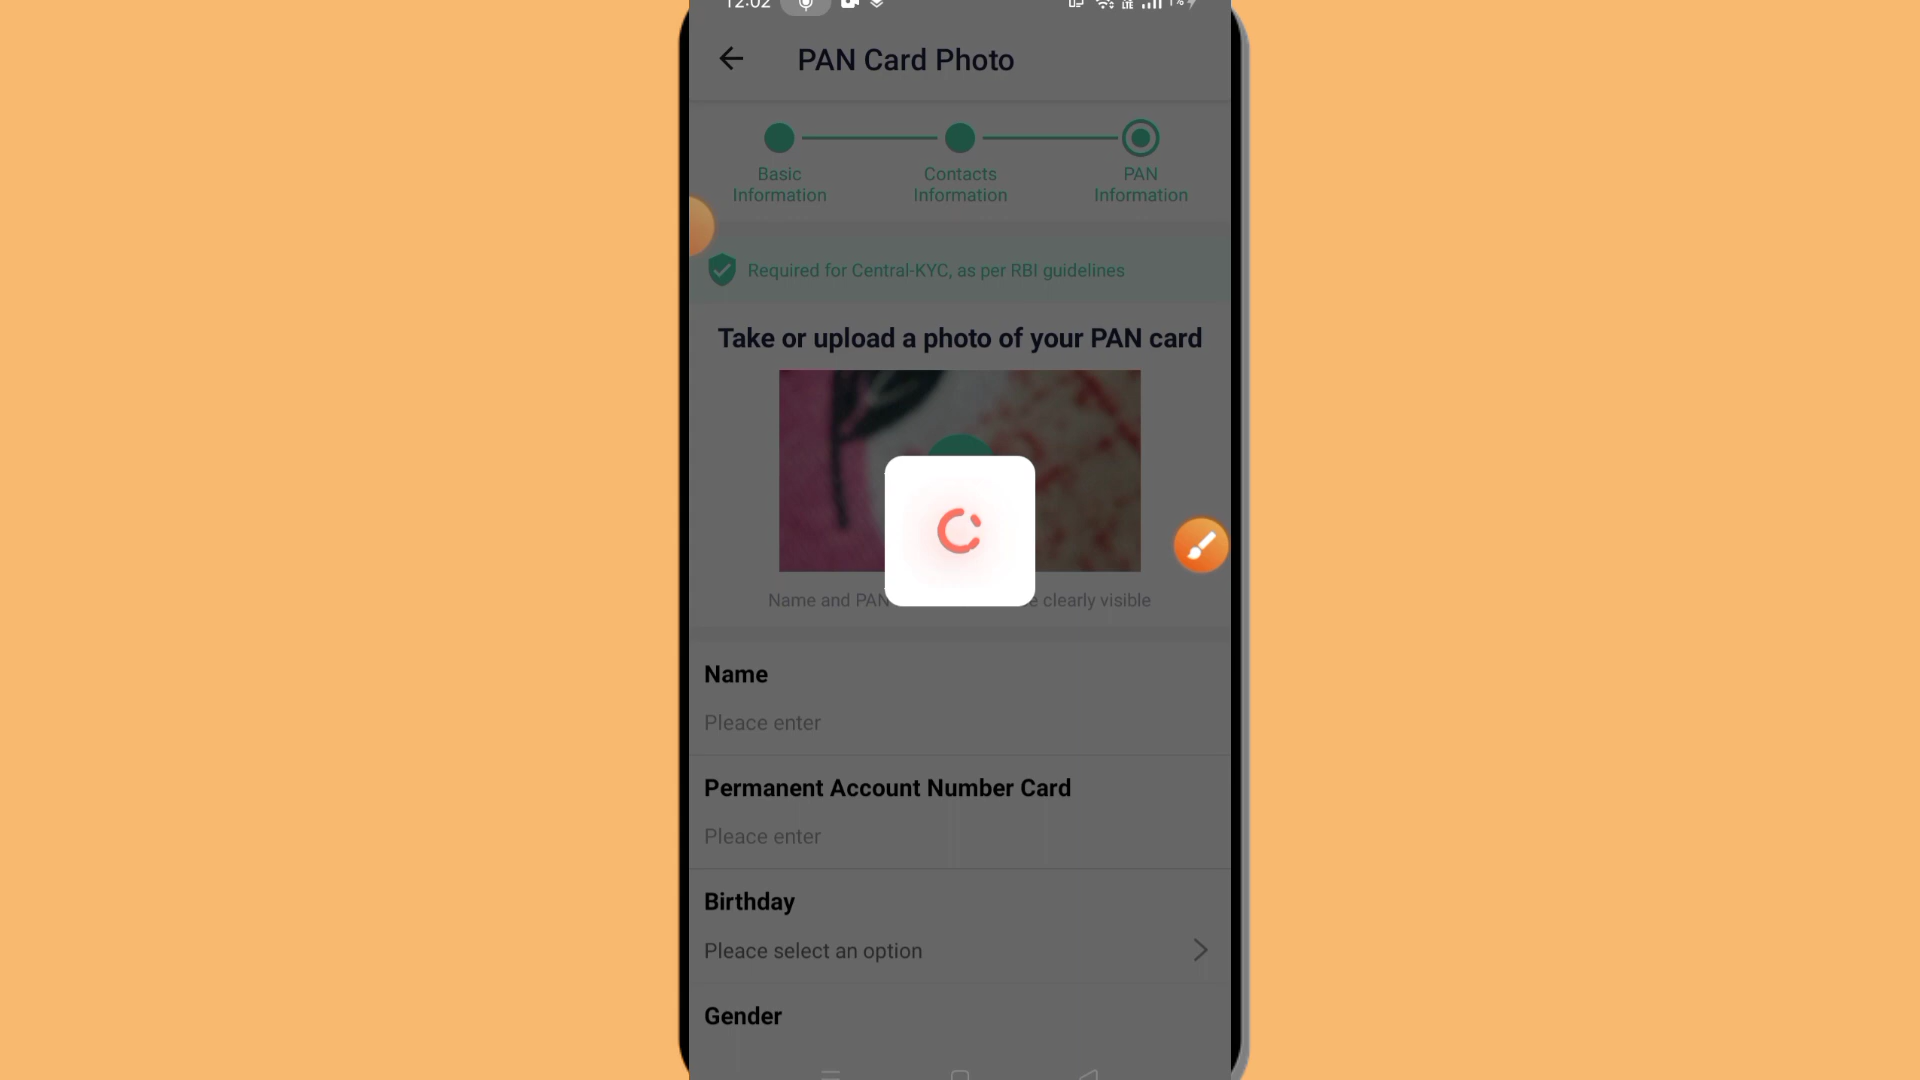 12:02
PAN Card Photo
Basic
Information
Contacts
Information
PAN
Information
Required for Central-KYC, as per RBI guidelines
Take or upload a photo of your PAN card
Name and PAN e clearly visible
Name
Pleace enter
Permanent Account Number Card
Pleace enter
Birthday
Pleace select an option
Gender